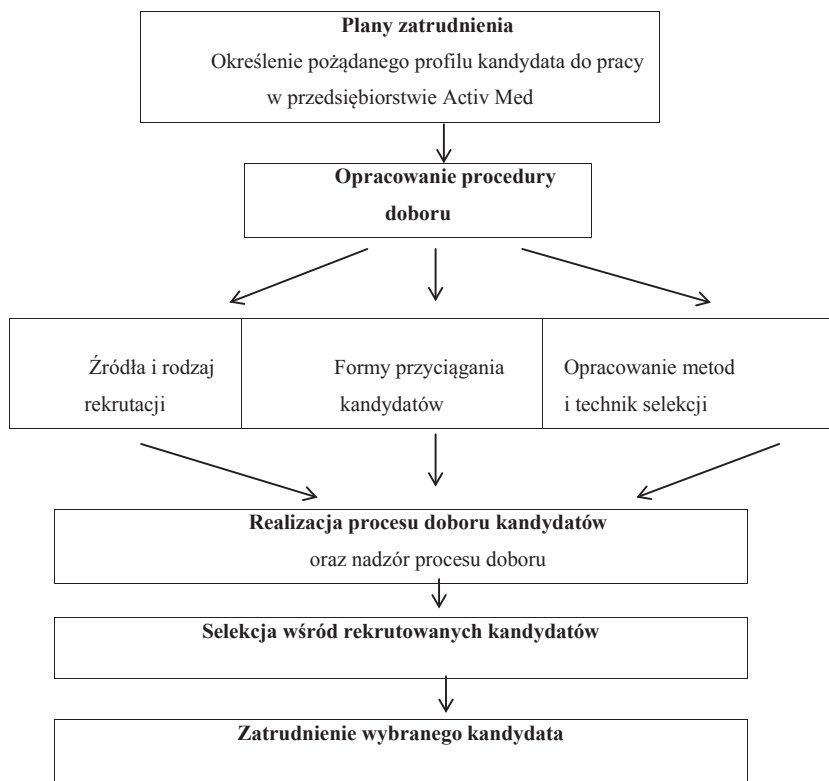 Plany zatrudnienia
Określenie pożądanego profilu kandydata do pracy
w przedsiębiorstwie Activ Med
Opracowanie procedury
doboru
Źródła i rodzaj
rekrutacji
Formy przyciągania
kandydatów
Opracowanie metod
i technik selekcji
Realizacja procesu doboru kandydatów
oraz nadzór procesu doboru
Selekcja wśród rekrutowanych kandydatów
Zatrudnienie wybranego kandydata